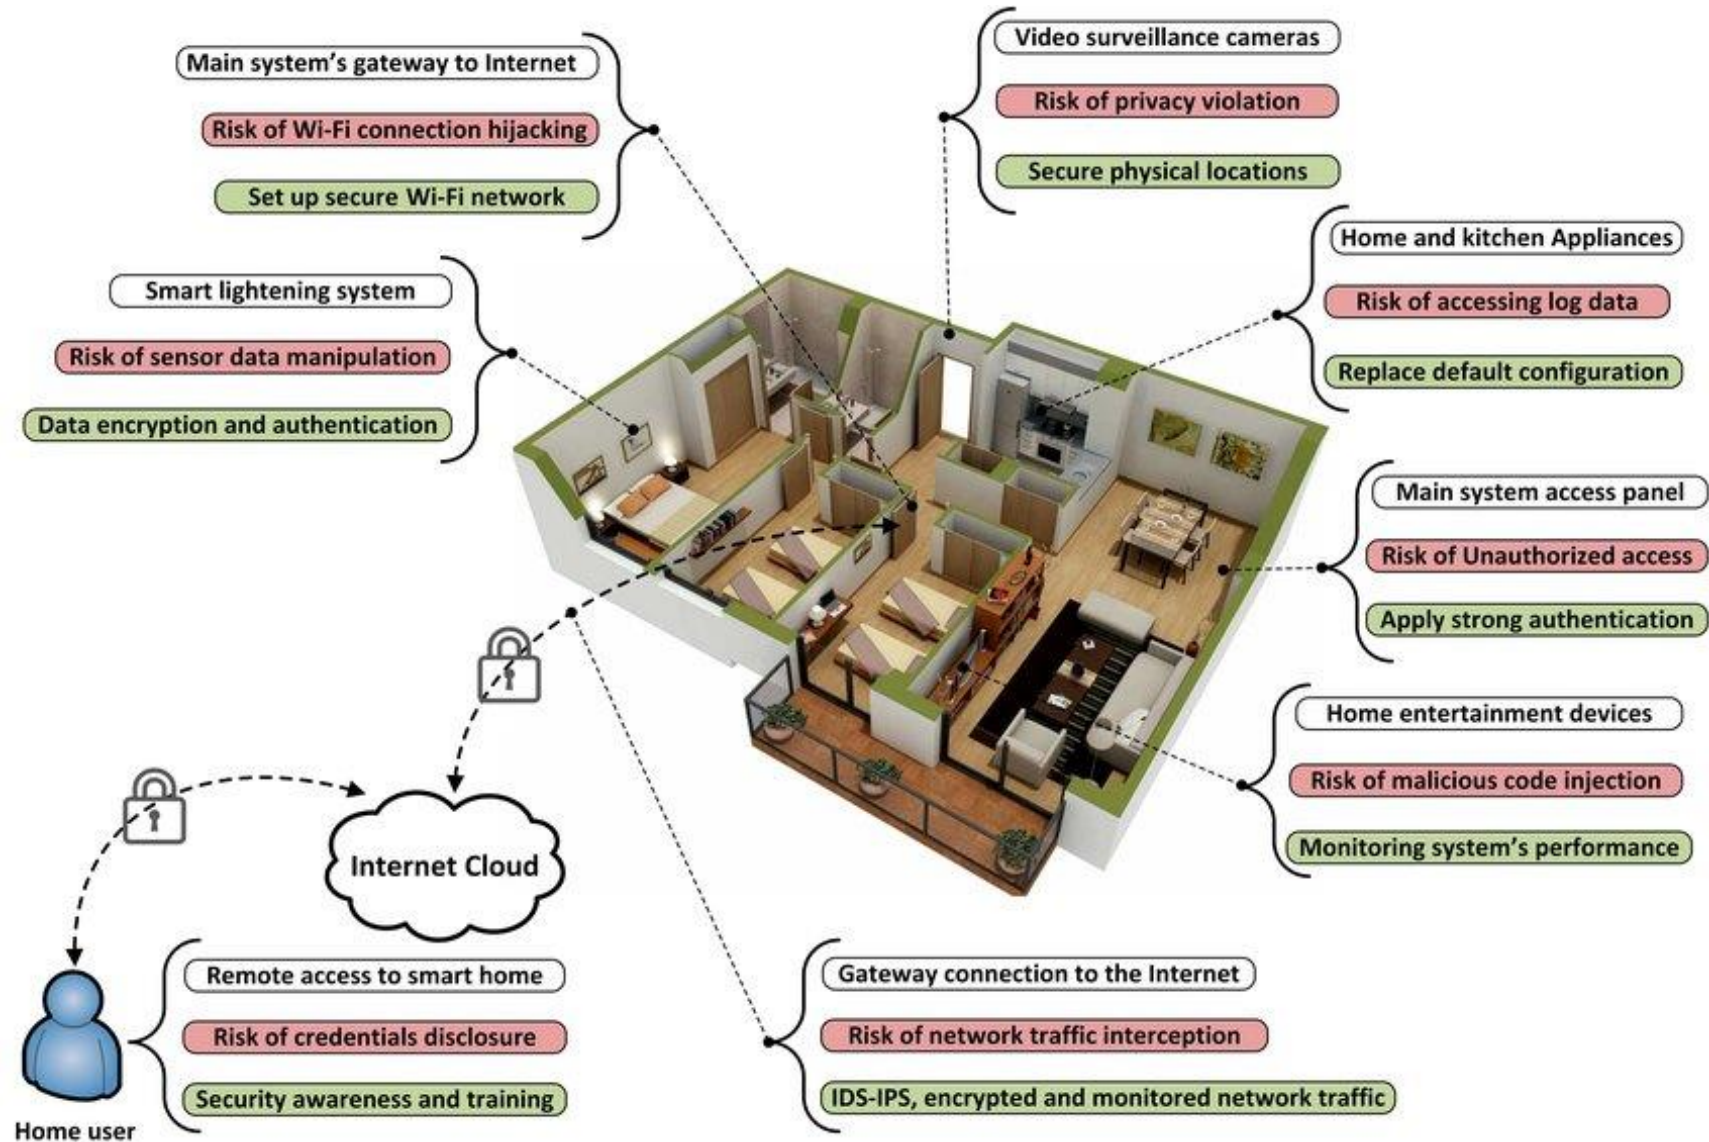 Main system's gateway to Internet
Risk of Wi-Fi connection hijacking
Set up secure Wi-Fi network
Video surveillance cameras
Risk of privacy violation
Secure physical locations
Smart lightening system
Risk of sensor data manipulation
Data encryption and authentication
Home and kitchen Appliances
Risk of accessing log data
Replace default configuration
Main system access panel
Risk of Unauthorized access
Apply strong authentication
Home entertainment devices
Risk of malicious code injection
Monitoring system's performance
Internet Cloud
Remote access to smart home
Risk of credentials disclosure
Security awareness and training
Home user
Gateway connection to the Internet
Risk of network traffic interception
IDS-IPS, encrypted and monitored network traffic